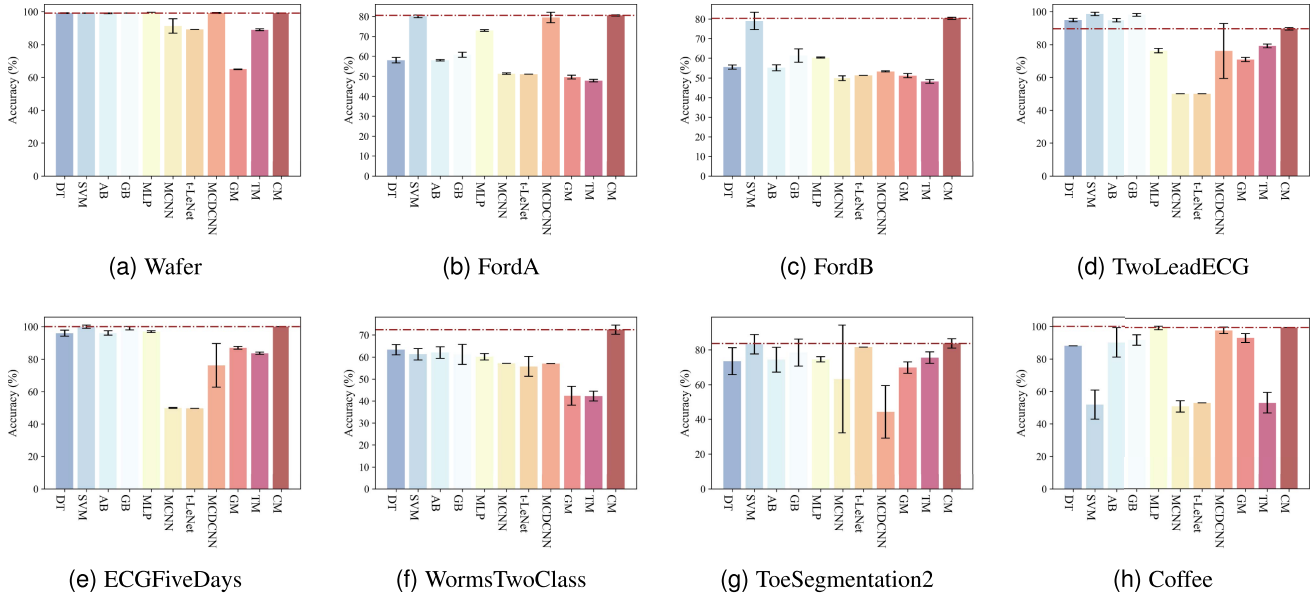 Accuracy (%)
100
80
60
40
20
0
DT
SVM
AB
GB
MLP
MCNN
t-LeNet
MCDCNN
GM
TM
CM
(a) Wafer
Accuracy (%)
80
70
60
50
40
30
20
10
0
DT
SVM
AB
GB
MLP
MCNN
t-LeNet
MCDCNN
GM
TM
CM
(b) FordA
Accuracy (%)
80
70
60
50
40
30
20
10
0
DT
SVM
AB
GB
MLP
MCNN
t-LeNet
MCDCNN
GM
TM
CM
(c) FordB
Accuracy (%)
100
80
60
40
20
0
DT
SVM
AB
GB
MLP
MCNN
t-LeNet
MCDCNN
GM
TM
CM
(d) TwoLeadECG
Accuracy (%)
100
80
60
40
20
0
DT
SVM
AB
GB
MLP
MCNN
t-LeNet
MCDCNN
GM
TM
CM
(e) ECGFiveDays
Accuracy (%)
70
60
50
40
30
20
10
0
DT
SVM
AB
GB
MLP
MCNN
t-LeNet
MCDCNN
GM
TM
CM
(f) WormsTwoClass
Accuracy (%)
80
60
40
20
0
DT
SVM
AB
GB
MLP
MCNN
t-LeNet
MCDCNN
GM
TM
CM
(g) ToeSegmentation2
Accuracy (%)
100
80
60
40
20
0
DT
SVM
AB
GB
MLP
MCNN
t-LeNet
MCDCNN
GM
TM
CM
(h) Coffee